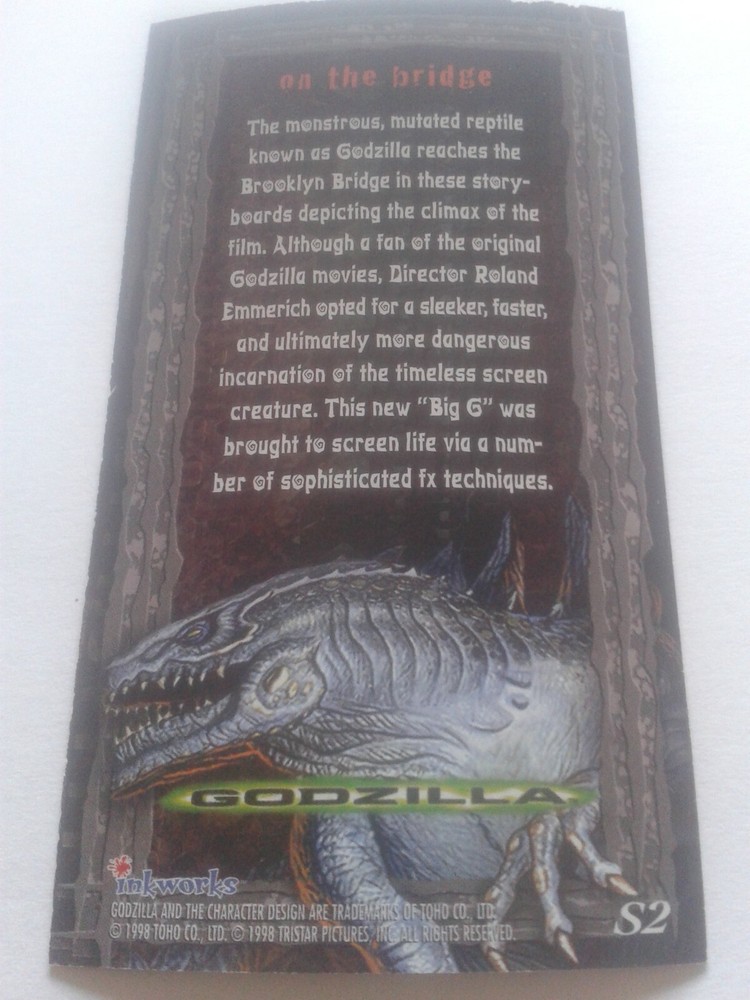 on the bridge
The monstrous, mutated reptile
known as Godzilla reaches the
Brooklyn Bridge in these story-
boards depicting the climax of the
film. Although a fan of the original
Godzilla movies, Director Roland
Emmerich opted for a sleeker, faster,
and ultimately more dangerous
incarnation of the timeless screen
creature. This new “Big G” was
brought to screen life via a num-
ber of sophisticated fx techniques.
GODZILLA
inkworks
GODZILLA AND THE CHARACTER DESIGN ARE TRADEMARKS OF TOHO CO., LTD.
© 1998 TOHO CO., LTD. © 1998 TRISTAR PICTURES, INC. ALL RIGHTS RESERVED.
S2